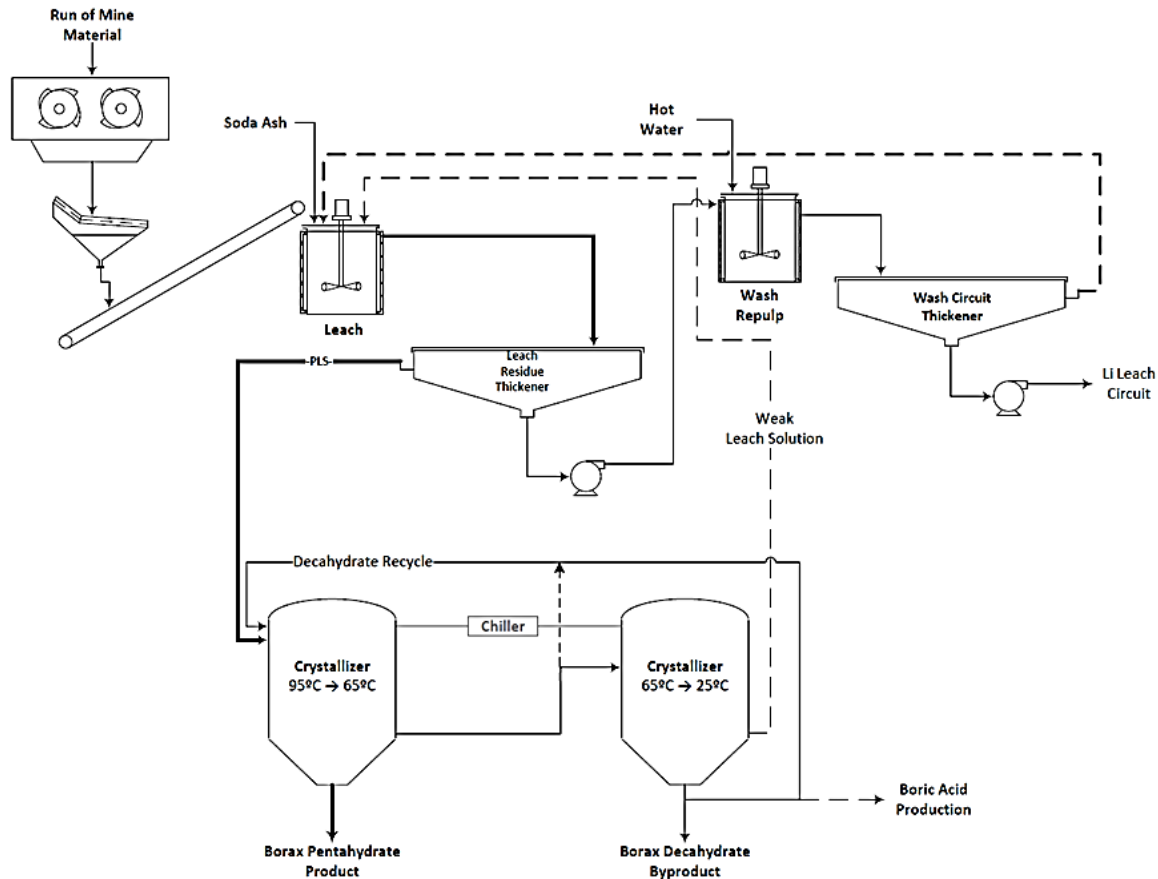 Run of Mine
Material
Soda Ash
Hot
Water
Leach
Wash
Repulp
Wash Circuit
Thickener
-PLS-
Leach
Residue
Thickener
Li Leach
Circuit
Weak
Leach Solution
Decahydrate Recycle
Chiller
Crystallizer
95ºC → 65ºC
Crystallizer
65ºC → 25ºC
Boric Acid
Production
Borax Pentahydrate
Product
Borax Decahydrate
Byproduct